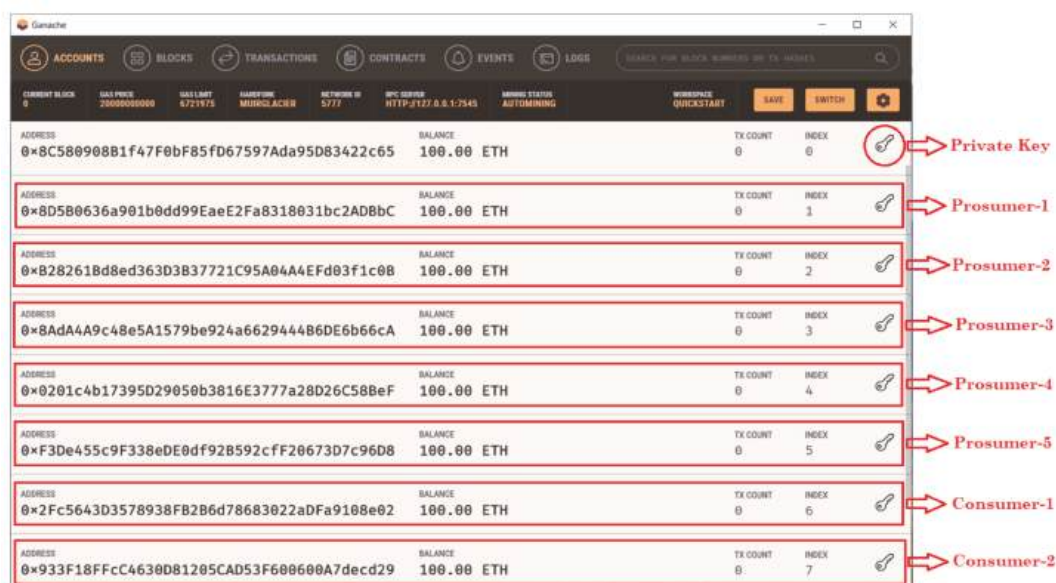 Ganache
ACCOUNTS BLOCKS TRANSACTIONS CONTRACTS EVENTS LOGS SEARCH FOR BLOCK NUMBERS OR TX HASHES
CURRENT BLOCK GAS PRICE GAS LIMIT HARDFORK NETWORK ID RPC SERVER MINING STATUS WORKSPACE
0 20000000000 6721975 MUIRGLACIER 5777 HTTP://127.0.0.1:7545 AUTOMINING QUICKSTART SAVE SWITCH
ADDRESS BALANCE TX COUNT INDEX
0×8C580908B1f47F0bF85fD67597Ada95D83422c65 100.00 ETH 0 0 Private Key
ADDRESS BALANCE TX COUNT INDEX
0×8D5B0636a901b0dd99EaeE2Fa8318031bc2ADBbC 100.00 ETH 0 1 Prosumer-1
ADDRESS BALANCE TX COUNT INDEX
0×B28261Bd8ed363D3B37721C95A04A4EFd03f1c0B 100.00 ETH 0 2 Prosumer-2
ADDRESS BALANCE TX COUNT INDEX
0×8AdA4A9c48e5A1579be924a6629444B6DE6b66cA 100.00 ETH 0 3 Prosumer-3
ADDRESS BALANCE TX COUNT INDEX
0×0201c4b17395D29050b3816E3777a28D26C58BeF 100.00 ETH 0 4 Prosumer-4
ADDRESS BALANCE TX COUNT INDEX
0×F3De455c9F338eDE0df92B592cfF20673D7c96D8 100.00 ETH 0 5 Prosumer-5
ADDRESS BALANCE TX COUNT INDEX
0×2Fc5643D3578938FB2B6d78683022aDFa9108e02 100.00 ETH 0 6 Consumer-1
ADDRESS BALANCE TX COUNT INDEX
0×933F18FFcC4630D81205CAD53F600600A7decd29 100.00 ETH 0 7 Consumer-2